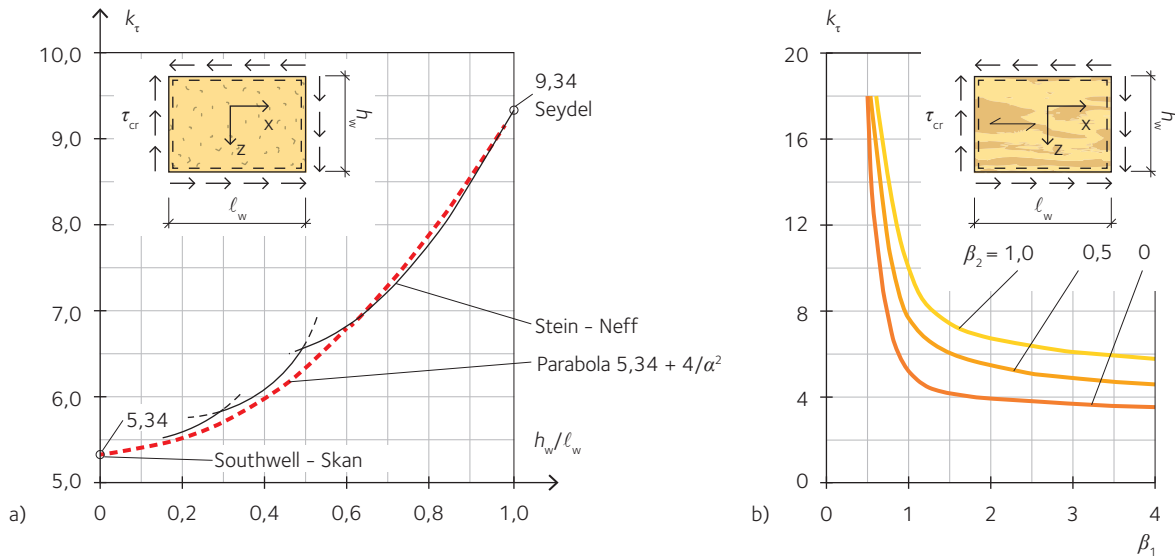 kτ
10,0
9,0
8,0
7,0
6,0
5,0
0
0,2
0,4
0,6
0,8
1,0
τcr
x
z
hw
ℓw
9,34
Seydel
Stein – Neff
Parabola 5,34 + 4/α²
5,34
Southwell – Skan
hw/ℓw
a)
kτ
20
16
12
8
4
0
0
1
2
3
4
β1
τcr
x
z
hw
ℓw
β2 = 1,0
0,5
0
b)